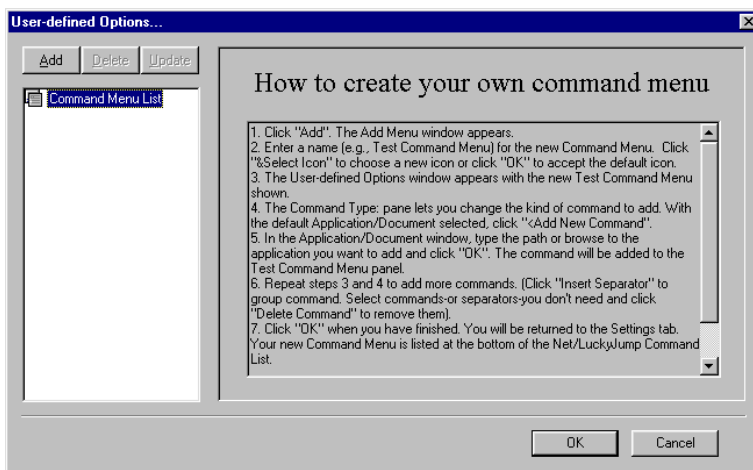 User-defined Options...
Add Delete Update
Command Menu List
How to create your own command menu
1. Click "Add". The Add Menu window appears.
2. Enter a name (e.g., Test Command Menu) for the new Command Menu.  Click
"&Select Icon" to choose a new icon or click "OK" to accept the default icon.
3. The User-defined Options window appears with the new Test Command Menu
shown.
4. The Command Type: pane lets you change the kind of command to add. With
the default Application/Document selected, click "<Add New Command".
5. In the Application/Document window, type the path or browse to the
application you want to add and click "OK". The command will be added to the
Test Command Menu panel.
6. Repeat steps 3 and 4 to add more commands. (Click "Insert Separator" to
group command. Select commands-or separators-you don't need and click
"Delete Command" to remove them).
7. Click "OK" when you have finished. You will be returned to the Settings tab.
Your new Command Menu is listed at the bottom of the Net/LuckyJump Command
List.
OK Cancel